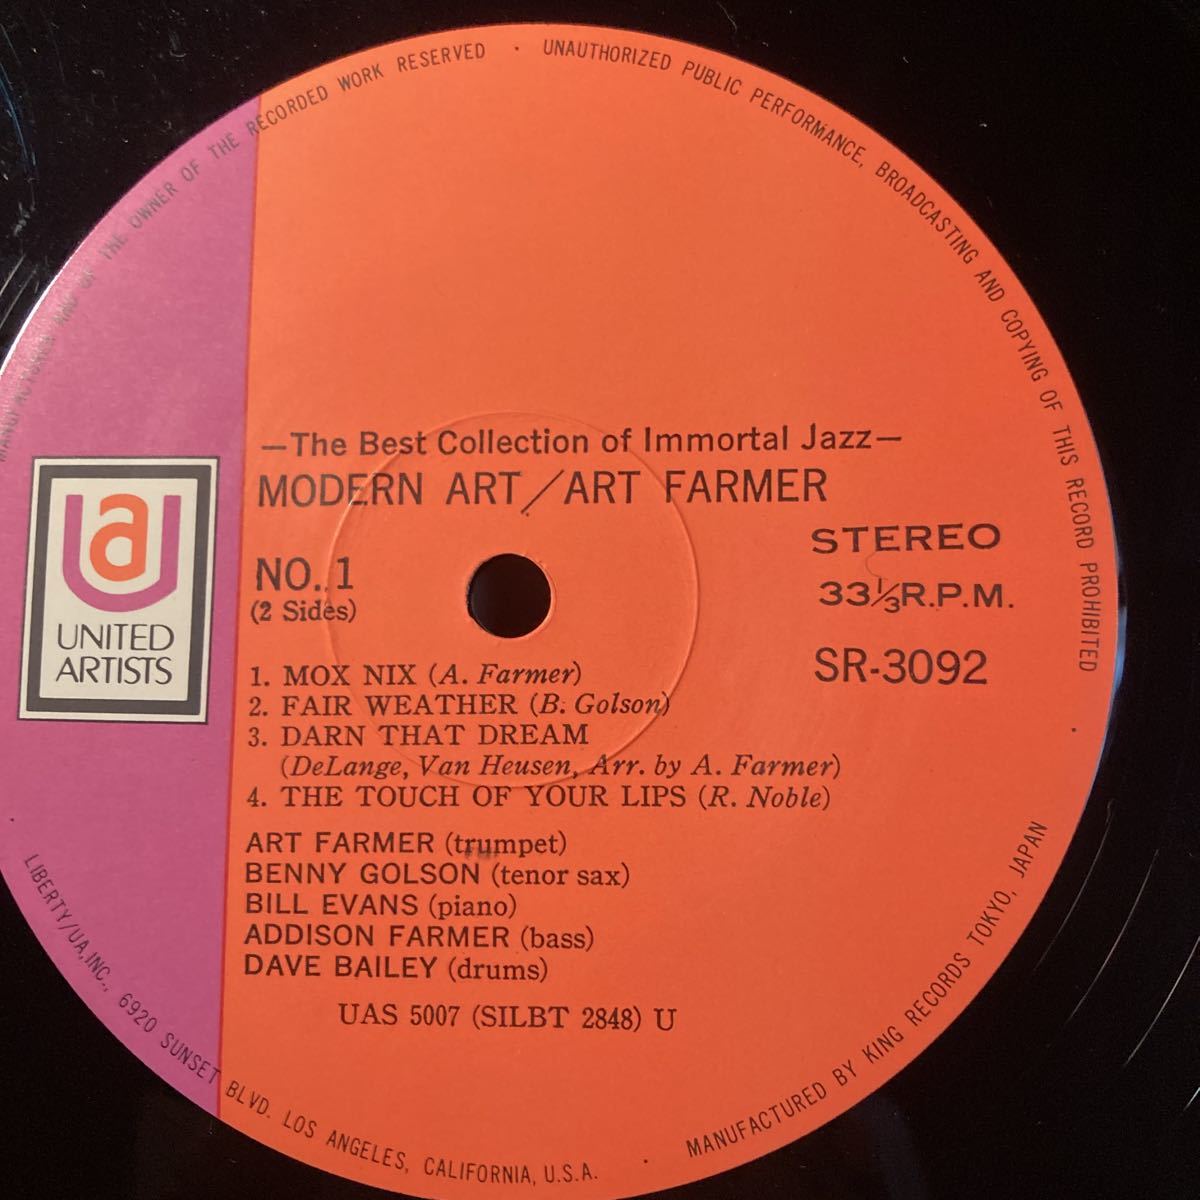 MANUFACTURER AND OF THE OWNER OF THE RECORDED WORK RESERVED · UNAUTHORIZED PUBLIC PERFORMANCE, BROADCASTING AND COPYING OF THIS RECORD PROHIBITED
—The Best Collection of Immortal Jazz—
MODERN ART/ART FARMER
STEREO
33⅓R.P.M.
SR-3092
NO. 1
(2 Sides)
ua
UNITED
ARTISTS
1. MOX NIX (A. Farmer)
2. FAIR WEATHER (B. Golson)
3. DARN THAT DREAM
(DeLange, Van Heusen, Arr. by A. Farmer)
4. THE TOUCH OF YOUR LIPS (R. Noble)
ART FARMER (trumpet)
BENNY GOLSON (tenor sax)
BILL EVANS (piano)
ADDISON FARMER (bass)
DAVE BAILEY (drums)
UAS 5007 (SILBT 2848) U
LIBERTY/UA,INC., 6920 SUNSET BLVD. LOS ANGELES, CALIFORNIA, U.S.A. · MANUFACTURED BY KING RECORDS TOKYO, JAPAN